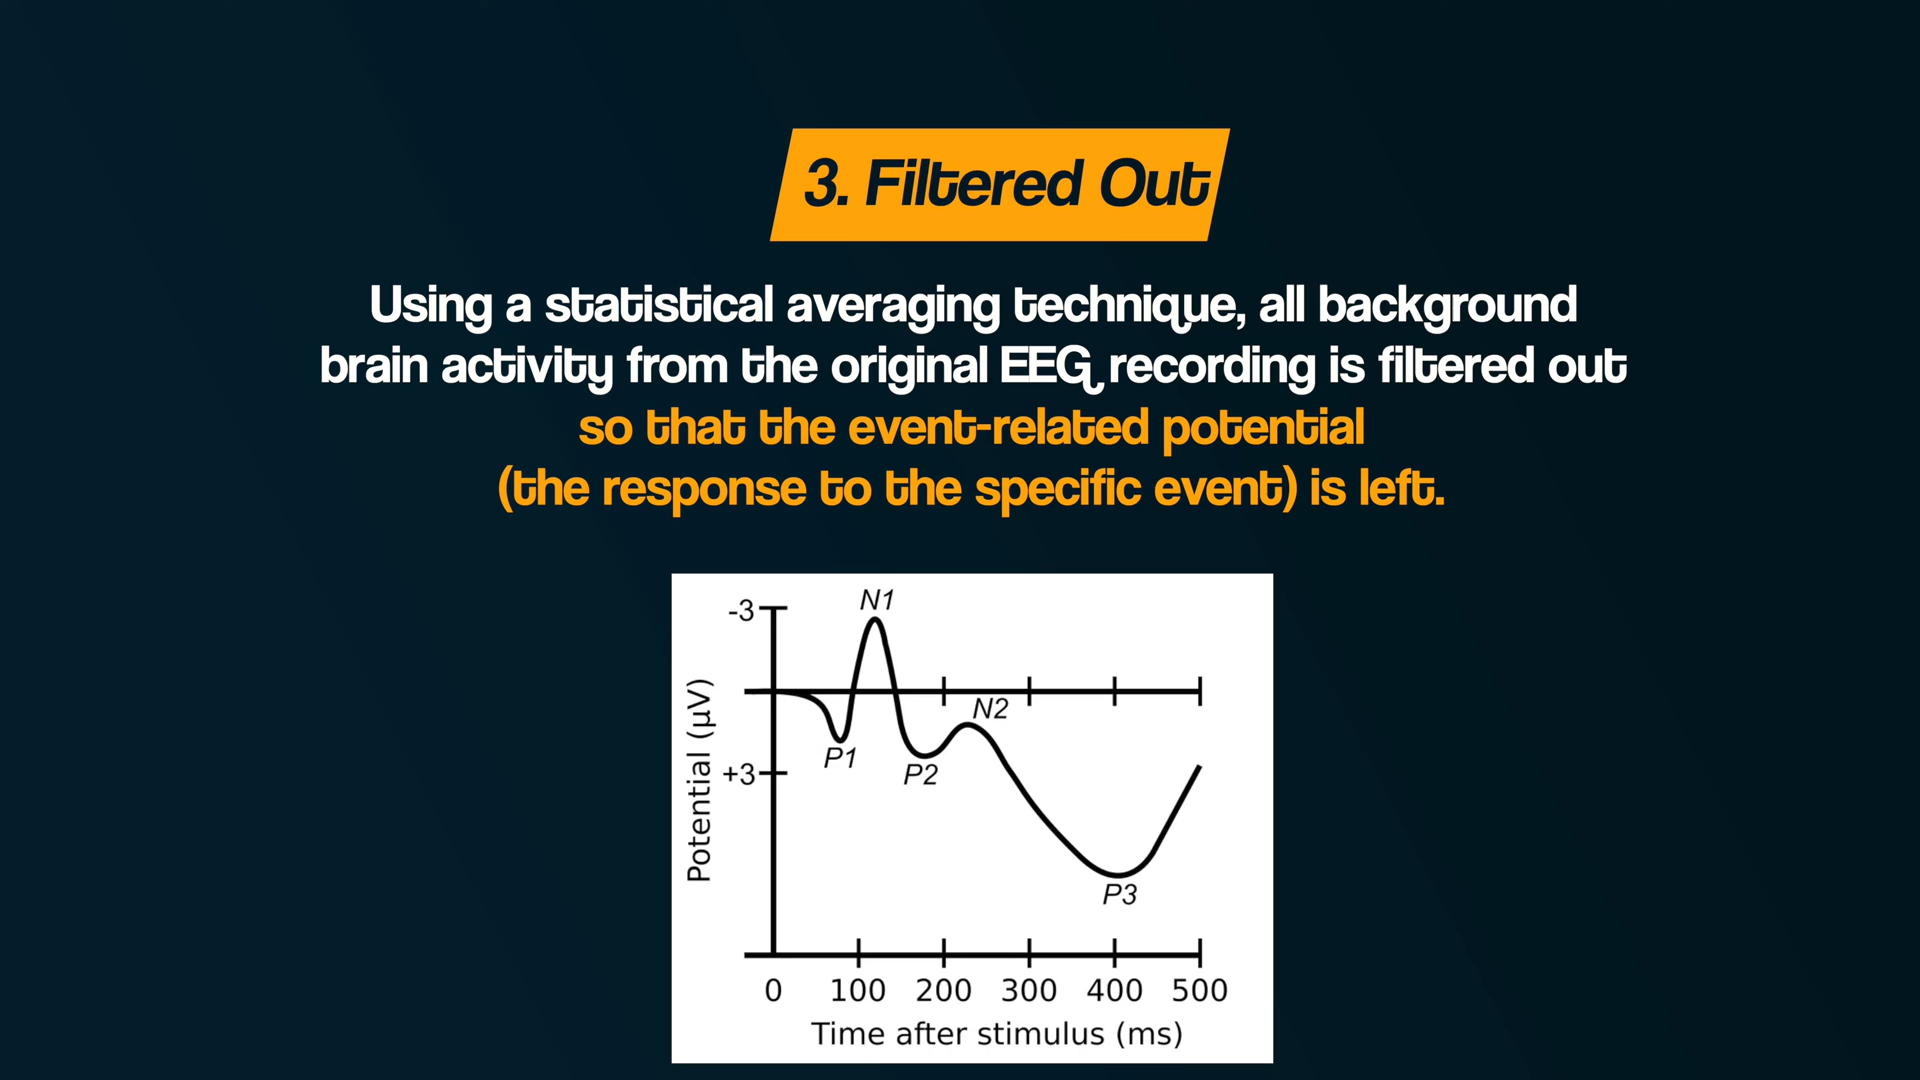 3. Filtered Out
Using a statistical averaging technique, all background
brain activity from the original EEG recording is filtered out
so that the event-related potential
(the response to the specific event) is left.
N1
-3
N2
P1
P2
+3
Potential (µV)
P3
0 100 200 300 400 500
Time after stimulus (ms)